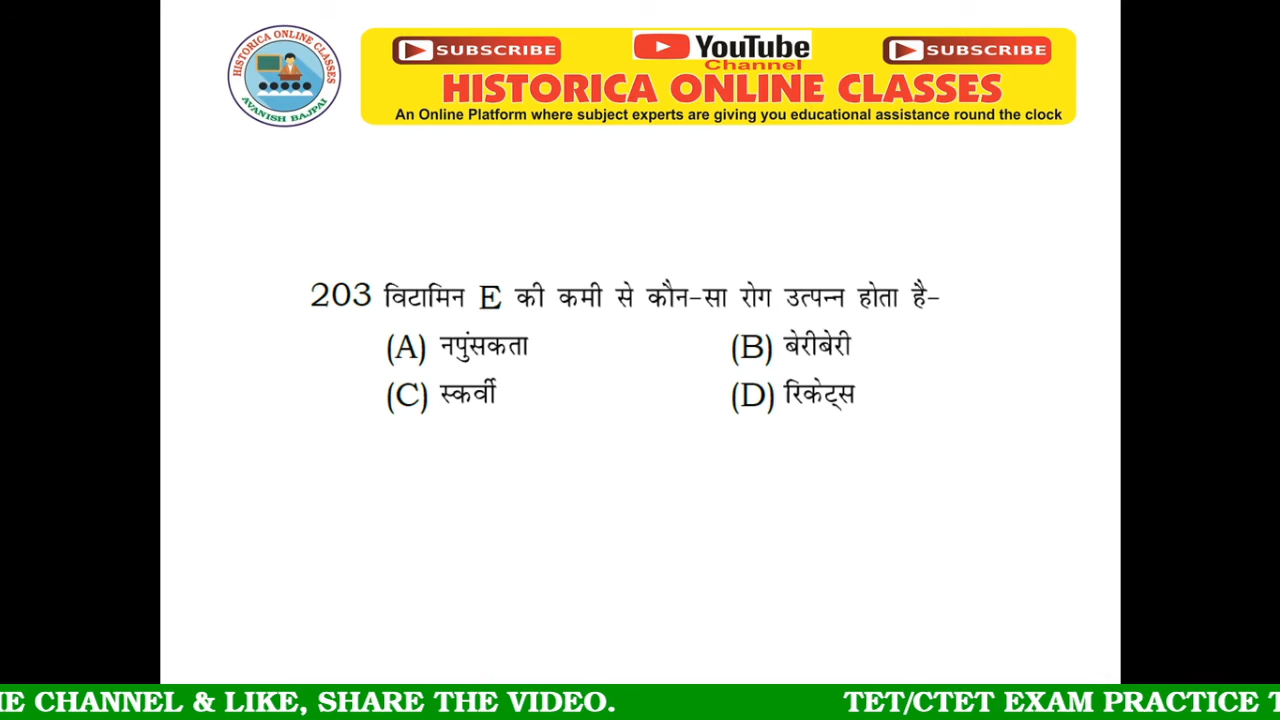 HISTORICA ONLINE CLASSES
AVANISH BAJPAI
SUBSCRIBE
YouTube
SUBSCRIBE
Channel
HISTORICA ONLINE CLASSES
An Online Platform where subject experts are giving you educational assistance round the clock
203 विटामिन E की कमी से कौन-सा रोग उत्पन्न होता है-
(A) नपुंसकता (B) बेरीबेरी
(C) स्कर्वी (D) रिकेट्स
HE CHANNEL & LIKE, SHARE THE VIDEO. TET/CTET EXAM PRACTICE T